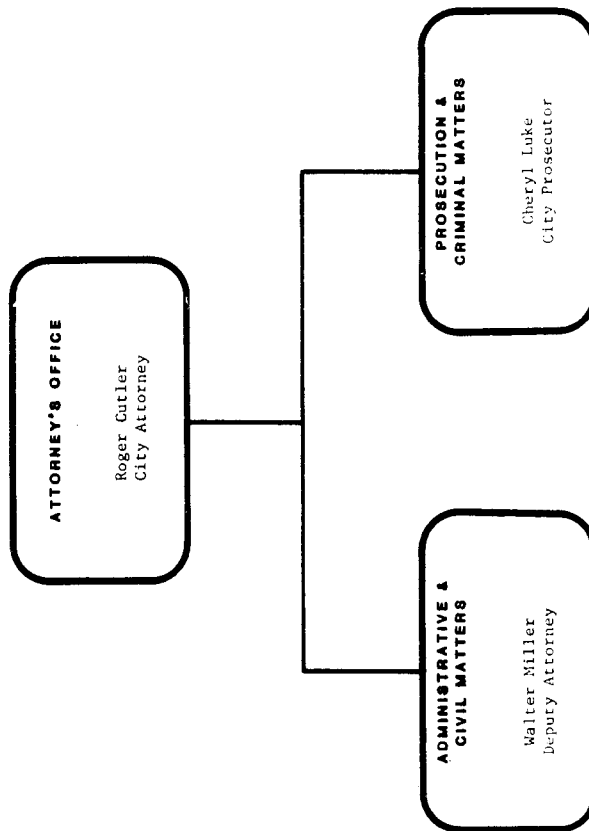 ATTORNEY'S OFFICE
Roger Cutler
City Attorney
ADMINISTRATIVE &
CIVIL MATTERS
Walter Miller
Deputy Attorney
PROSECUTION &
CRIMINAL MATTERS
Cheryl Luke
City Prosecutor